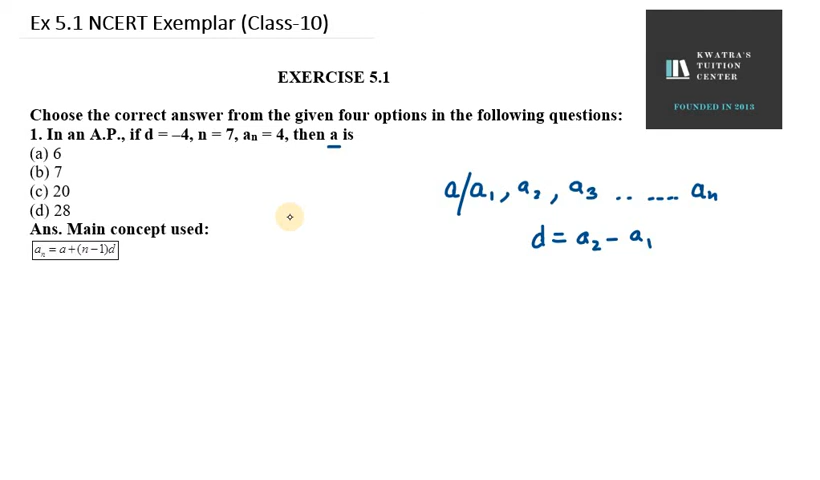 Ex 5.1 NCERT Exemplar (Class-10)
KWATRA'S
TUITION
CENTER
FOUNDED IN 2013
EXERCISE 5.1
Choose the correct answer from the given four options in the following questions:
1. In an A.P., if d = –4, n = 7, aₙ = 4, then a is
(a) 6
(b) 7
(c) 20
(d) 28
a/a₁, a₂, a₃ .. .... aₙ
d = a₂ – a₁
Ans. Main concept used:
aₙ = a+(n−1)d